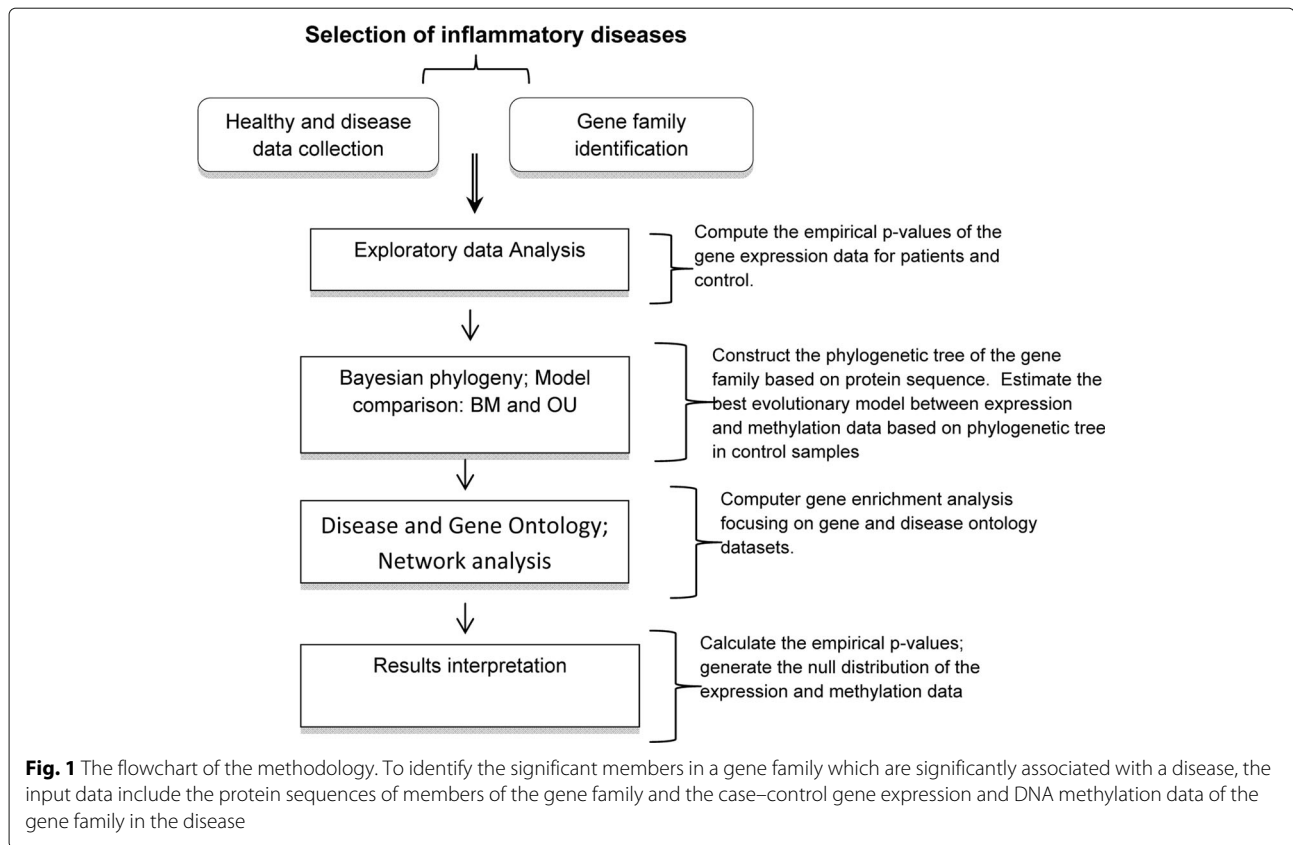 Selection of inflammatory diseases
Healthy and disease
data collection
Gene family
identification
Exploratory data Analysis
Compute the empirical p-values of the
gene expression data for patients and
control.
Bayesian phylogeny; Model
comparison: BM and OU
Construct the phylogenetic tree of the gene
family based on protein sequence. Estimate the
best evolutionary model between expression
and methylation data based on phylogenetic tree
in control samples
Disease and Gene Ontology;
Network analysis
Computer gene enrichment analysis
focusing on gene and disease ontology
datasets.
Results interpretation
Calculate the empirical p-values;
generate the null distribution of the
expression and methylation data
Fig. 1 The flowchart of the methodology. To identify the significant members in a gene family which are significantly associated with a disease, the
input data include the protein sequences of members of the gene family and the case–control gene expression and DNA methylation data of the
gene family in the disease